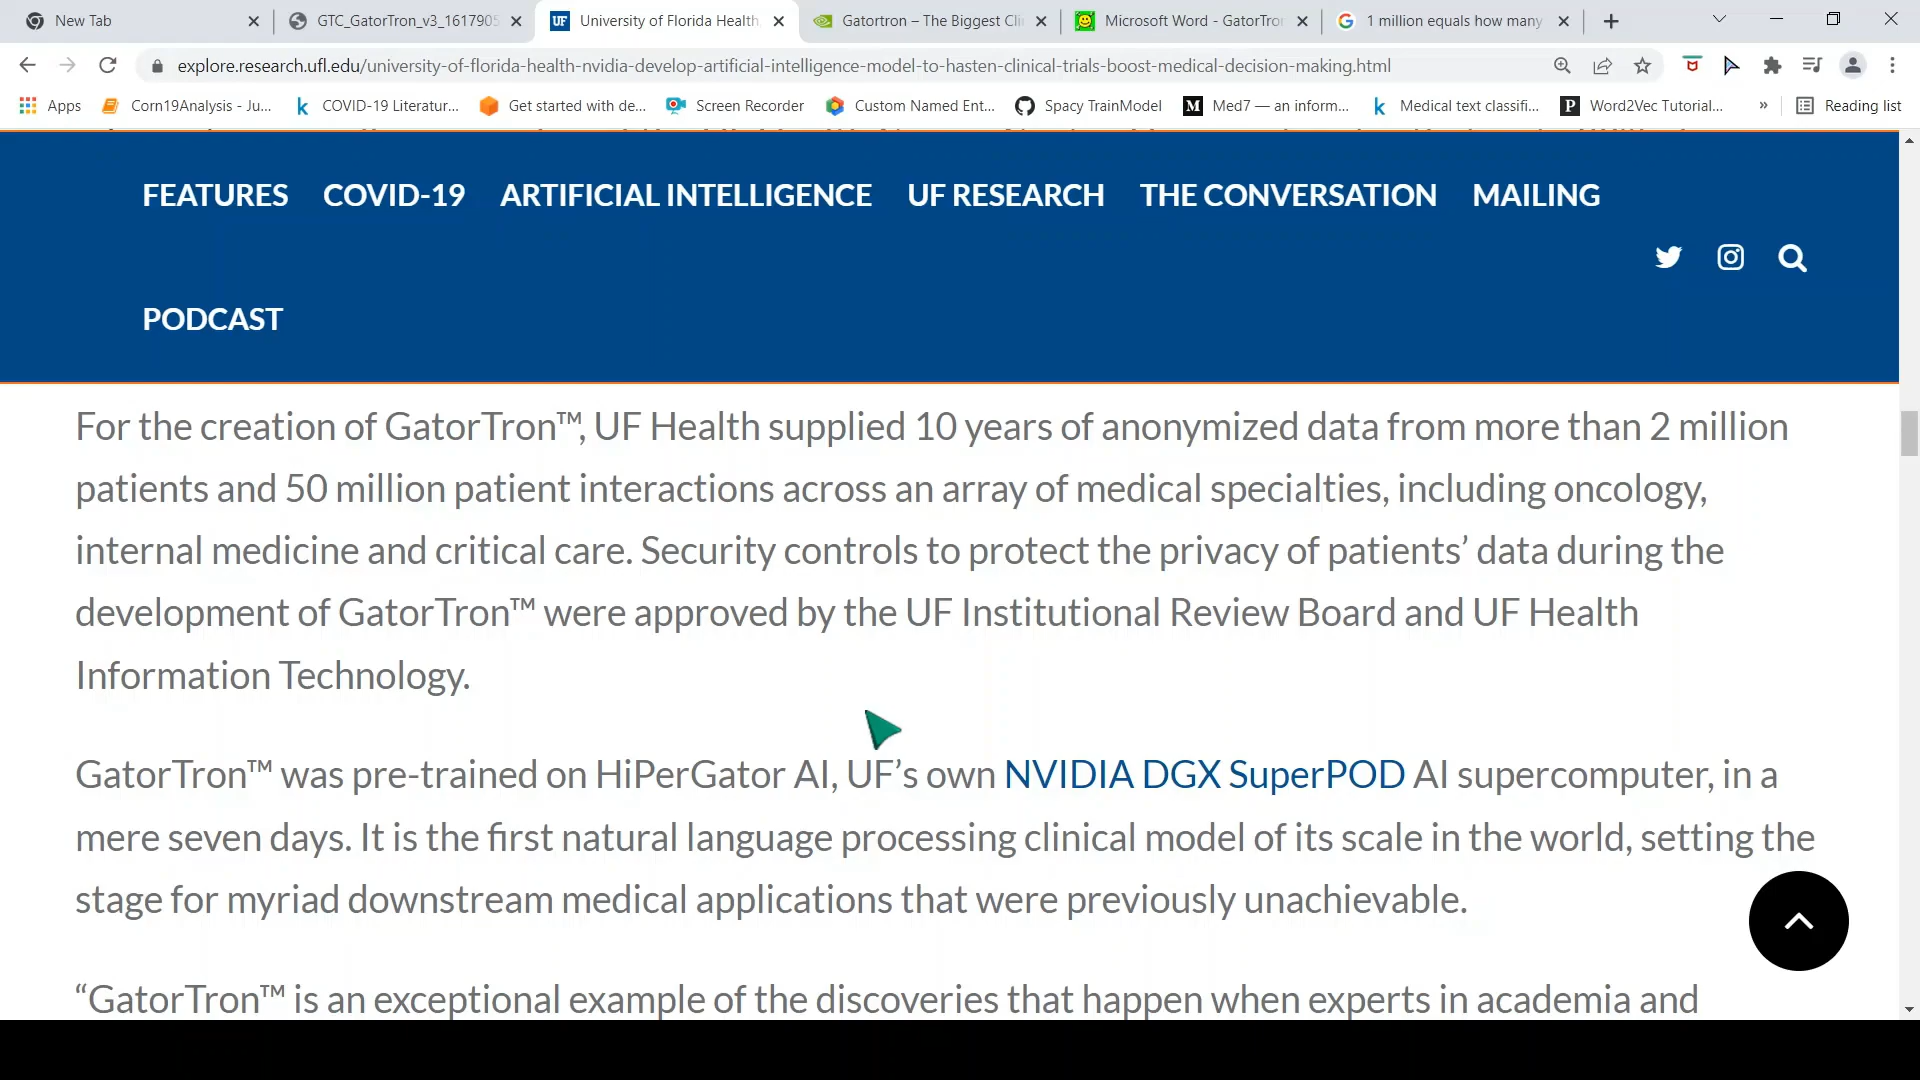 New Tab
GTC_GatorTron_v3_1617905
UF University of Florida Health
Gatortron – The Biggest Cli
Microsoft Word - GatorTron
1 million equals how many
explore.research.ufl.edu/university-of-florida-health-nvidia-develop-artificial-intelligence-model-to-hasten-clinical-trials-boost-medical-decision-making.html
Apps
Corn19Analysis - Ju...
COVID-19 Literatur...
Get started with de...
Screen Recorder
Custom Named Ent...
Spacy TrainModel
Med7 — an inform...
Medical text classifi...
Word2Vec Tutorial...
»
Reading list
FEATURES COVID-19 ARTIFICIAL INTELLIGENCE UF RESEARCH THE CONVERSATION MAILING
PODCAST
For the creation of GatorTron™, UF Health supplied 10 years of anonymized data from more than 2 million
patients and 50 million patient interactions across an array of medical specialties, including oncology,
internal medicine and critical care. Security controls to protect the privacy of patients’ data during the
development of GatorTron™ were approved by the UF Institutional Review Board and UF Health
Information Technology.
GatorTron™ was pre-trained on HiPerGator AI, UF’s own NVIDIA DGX SuperPOD AI supercomputer, in a
mere seven days. It is the first natural language processing clinical model of its scale in the world, setting the
stage for myriad downstream medical applications that were previously unachievable.
“GatorTron™ is an exceptional example of the discoveries that happen when experts in academia and